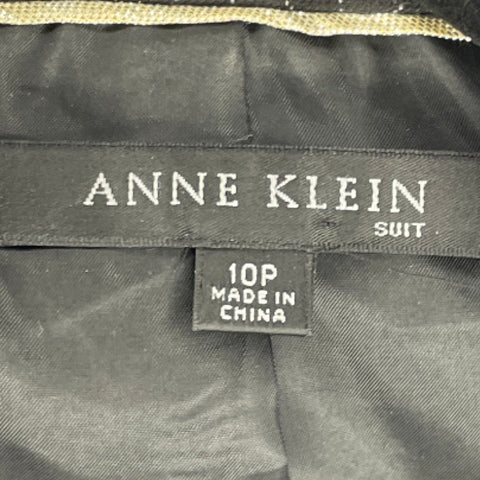 ANNE KLEIN
SUIT
10P
MADE IN
CHINA